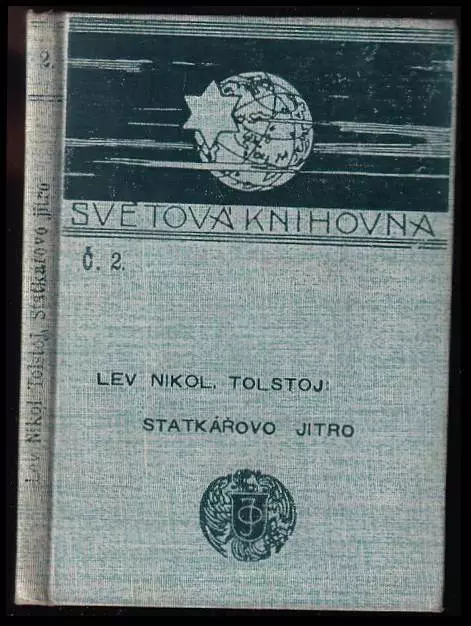 2.
Lev Nikol Tolstoj, Statkářovo jitro
SVĚTOVÁ KNIHOVNA
Č. 2.
LEV NIKOL. TOLSTOJ:
STATKÁŘOVO JITRO